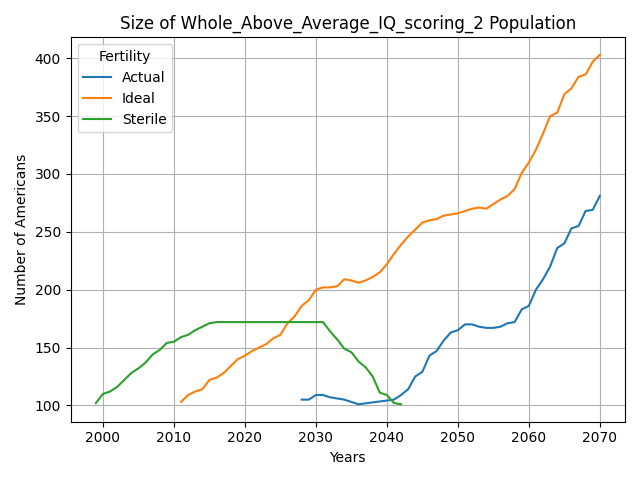 Size of Whole_Above_Average_IQ_scoring_2 Population
Fertility
Actual
Ideal
Sterile
Number of Americans
400
350
300
250
200
150
100
2000
2010
2020
2030
2040
2050
2060
2070
Years